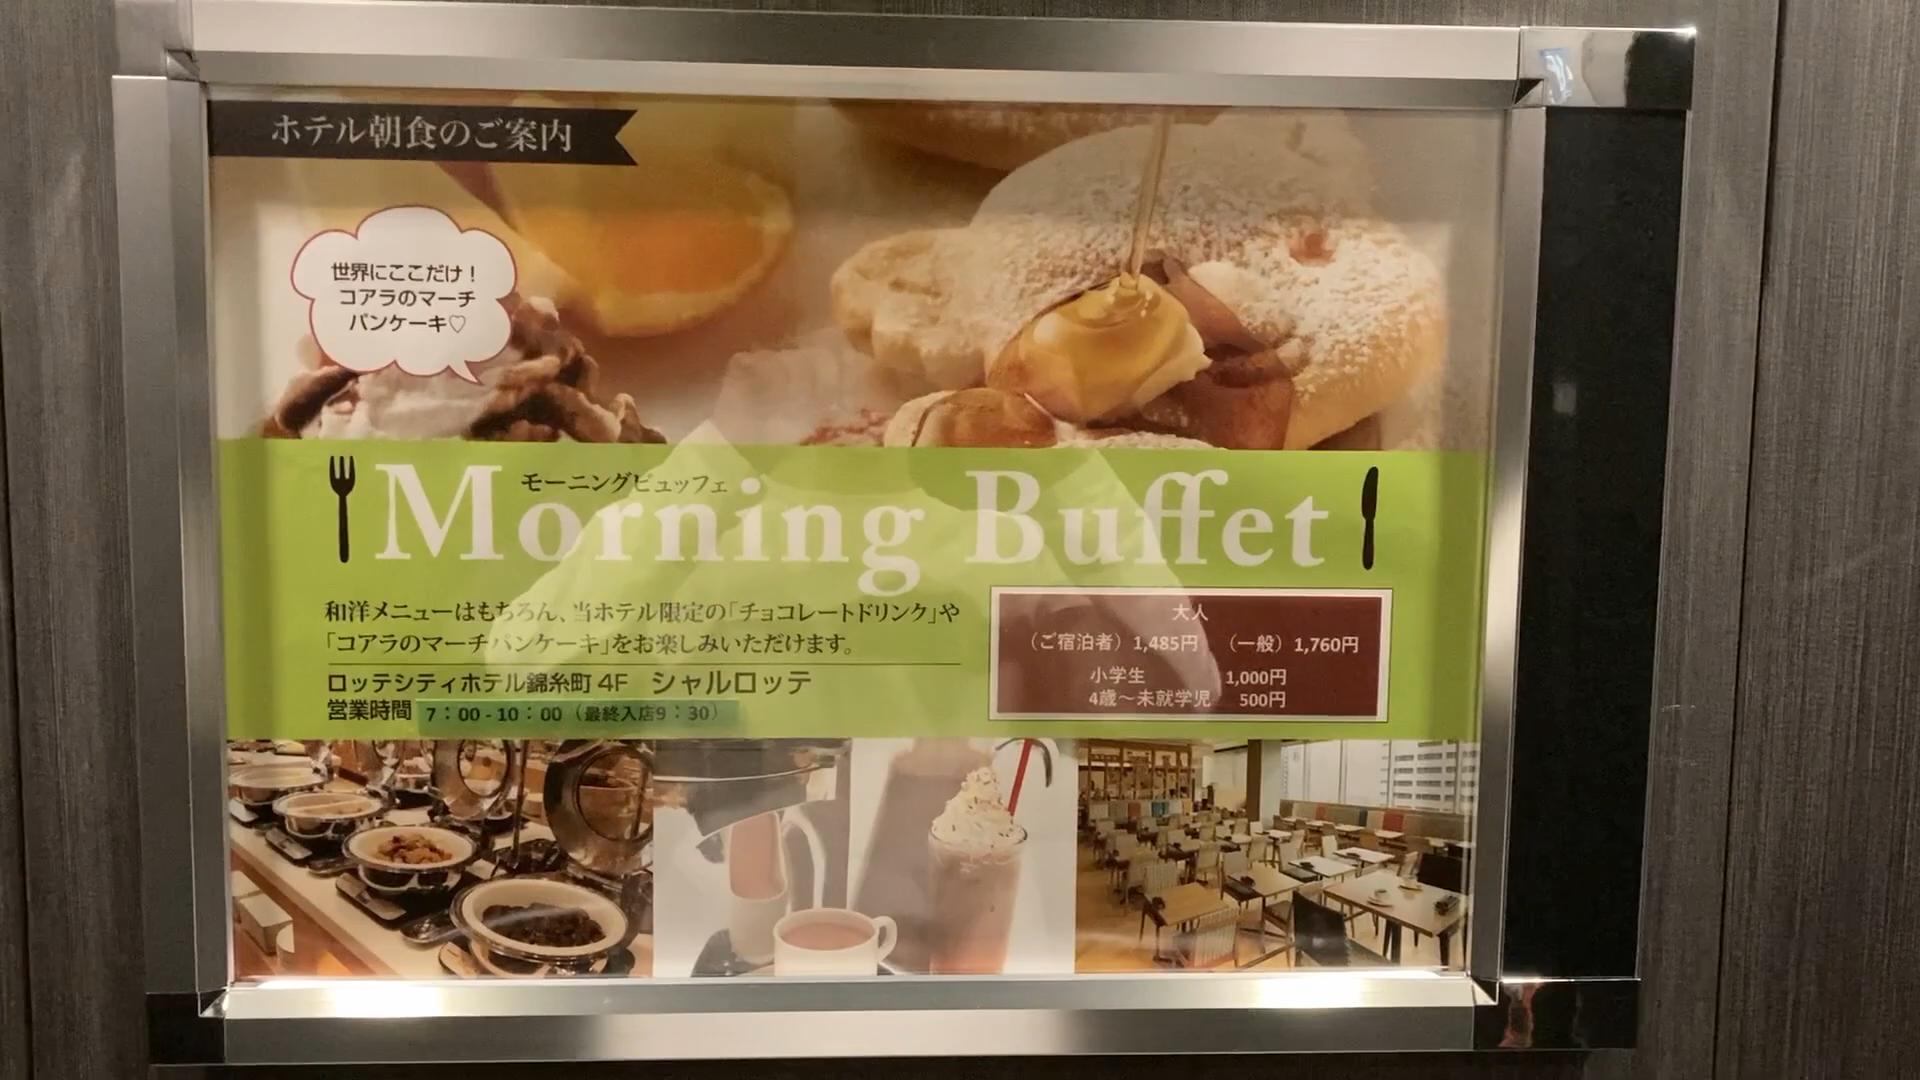 ホテル朝食のご案内
世界にここだけ！
コアラのマーチ
パンケーキ♡
モーニングビュッフェ
Morning Buffet
和洋メニューはもちろん、当ホテル限定の「チョコレートドリンク」や
「コアラのマーチパンケーキ」をお楽しみいただけます。
ロッテシティホテル錦糸町 4F シャルロッテ
営業時間 7：00 - 10：00（最終入店9：30）
大人
（ご宿泊者）1,485円 （一般）1,760円
小学生 1,000円
4歳～未就学児 500円